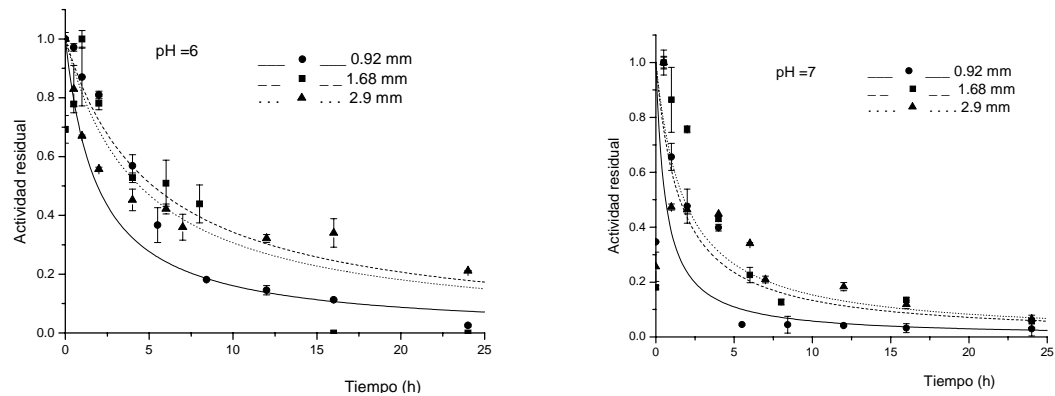 pH =6
0.92 mm
1.68 mm
2.9 mm
Actividad residual
1.0
0.8
0.6
0.4
0.2
0.0
0 5 10 15 20 25
Tiempo (h)
pH =7
0.92 mm
1.68 mm
2.9 mm
Actividad residual
1.0
0.8
0.6
0.4
0.2
0.0
0 5 10 15 20 25
Tiempo (h)